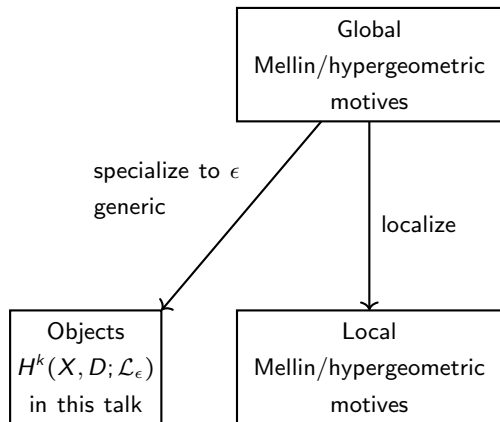 Global
Mellin/hypergeometric
motives
specialize to ϵ
generic
localize
Objects
H^k(X, D; ℒ_ϵ)
in this talk
Local
Mellin/hypergeometric
motives